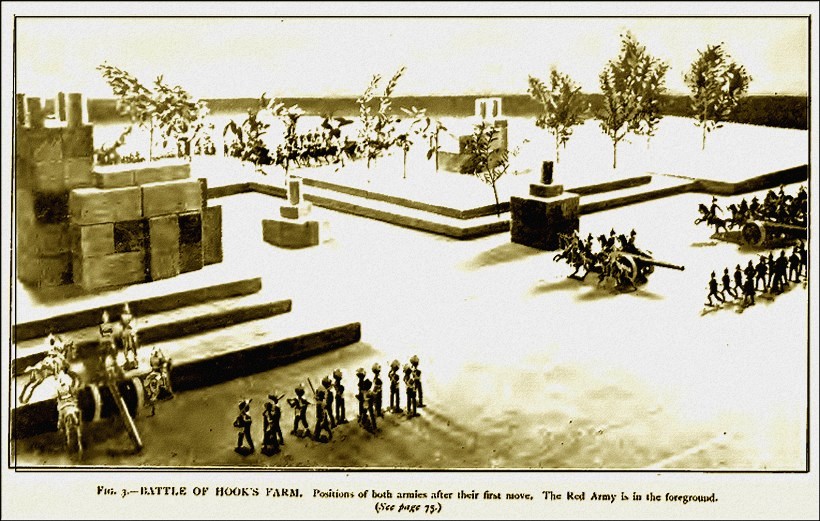 FIG. 3.—BATTLE OF HOOK'S FARM. Positions of both armies after their first move. The Red Army is in the foreground.
(See page 75.)